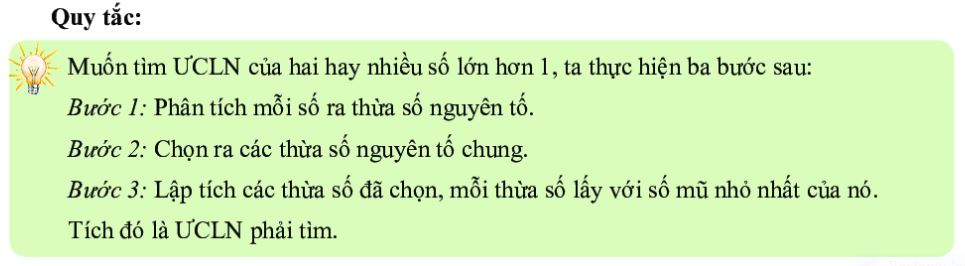 Quy tắc:
Muốn tìm ƯCLN của hai hay nhiều số lớn hơn 1, ta thực hiện ba bước sau:
Bước 1: Phân tích mỗi số ra thừa số nguyên tố.
Bước 2: Chọn ra các thừa số nguyên tố chung.
Bước 3: Lập tích các thừa số đã chọn, mỗi thừa số lấy với số mũ nhỏ nhất của nó.
Tích đó là ƯCLN phải tìm.